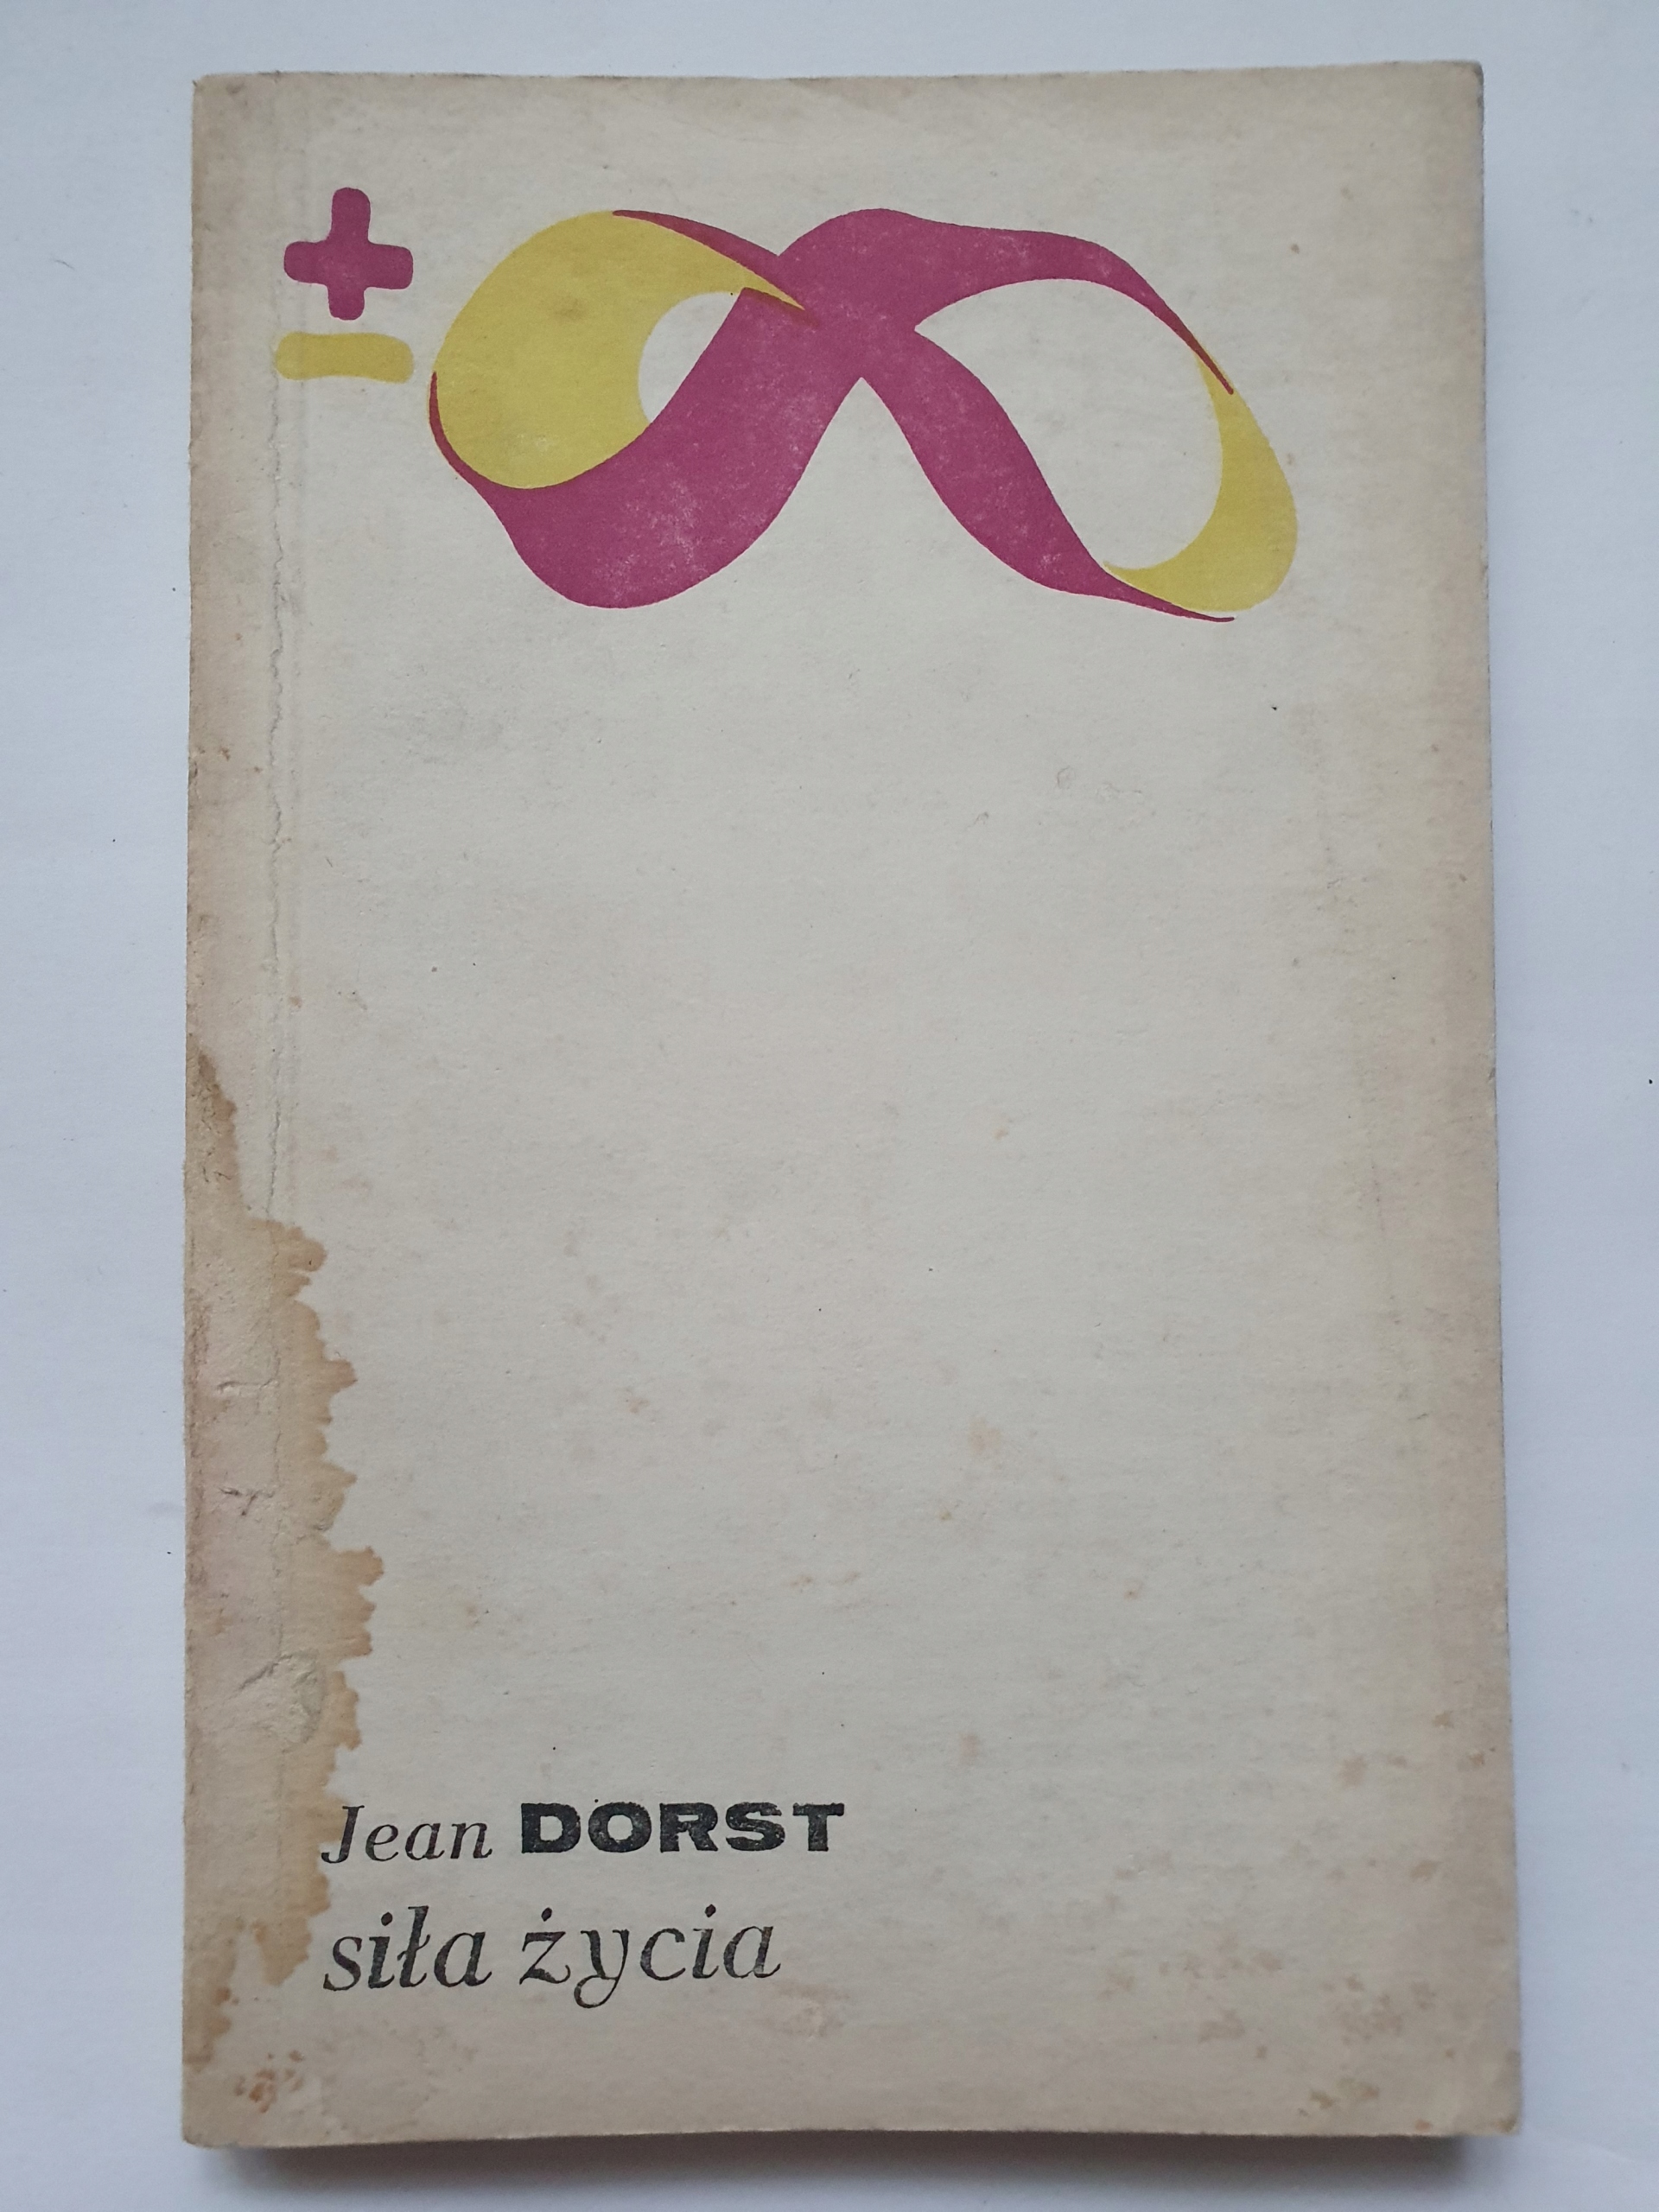 +
−
∞
Jean DORST
siła życia